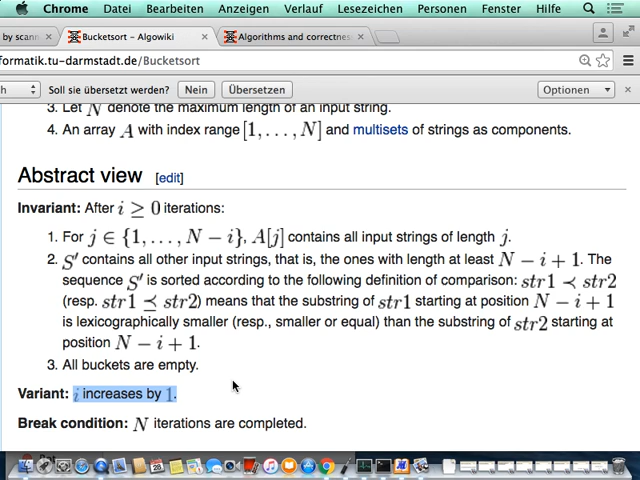 Chrome Datei Bearbeiten Anzeigen Verlauf Lesezeichen Personen Fenster Hilfe
by scann × Bucketsort – Algowiki × Algorithms and correctnes ×
formatik.tu-darmstadt.de/Bucketsort
h Soll sie übersetzt werden? Nein Übersetzen Optionen ×
3. Let N denote the maximum length of an input string.
4. An array A with index range [1, . . . , N] and multisets of strings as components.
Abstract view [edit]
Invariant: After i ≥ 0 iterations:
1. For j ∈ {1, . . . , N − i}, A[j] contains all input strings of length j.
2. S′ contains all other input strings, that is, the ones with length at least N − i + 1. The
sequence S′ is sorted according to the following definition of comparison: str1 ≺ str2
(resp. str1 ⪯ str2) means that the substring of str1 starting at position N − i + 1
is lexicographically smaller (resp., smaller or equal) than the substring of str2 starting at
position N − i + 1.
3. All buckets are empty.
Variant: i increases by 1.
Break condition: N iterations are completed.